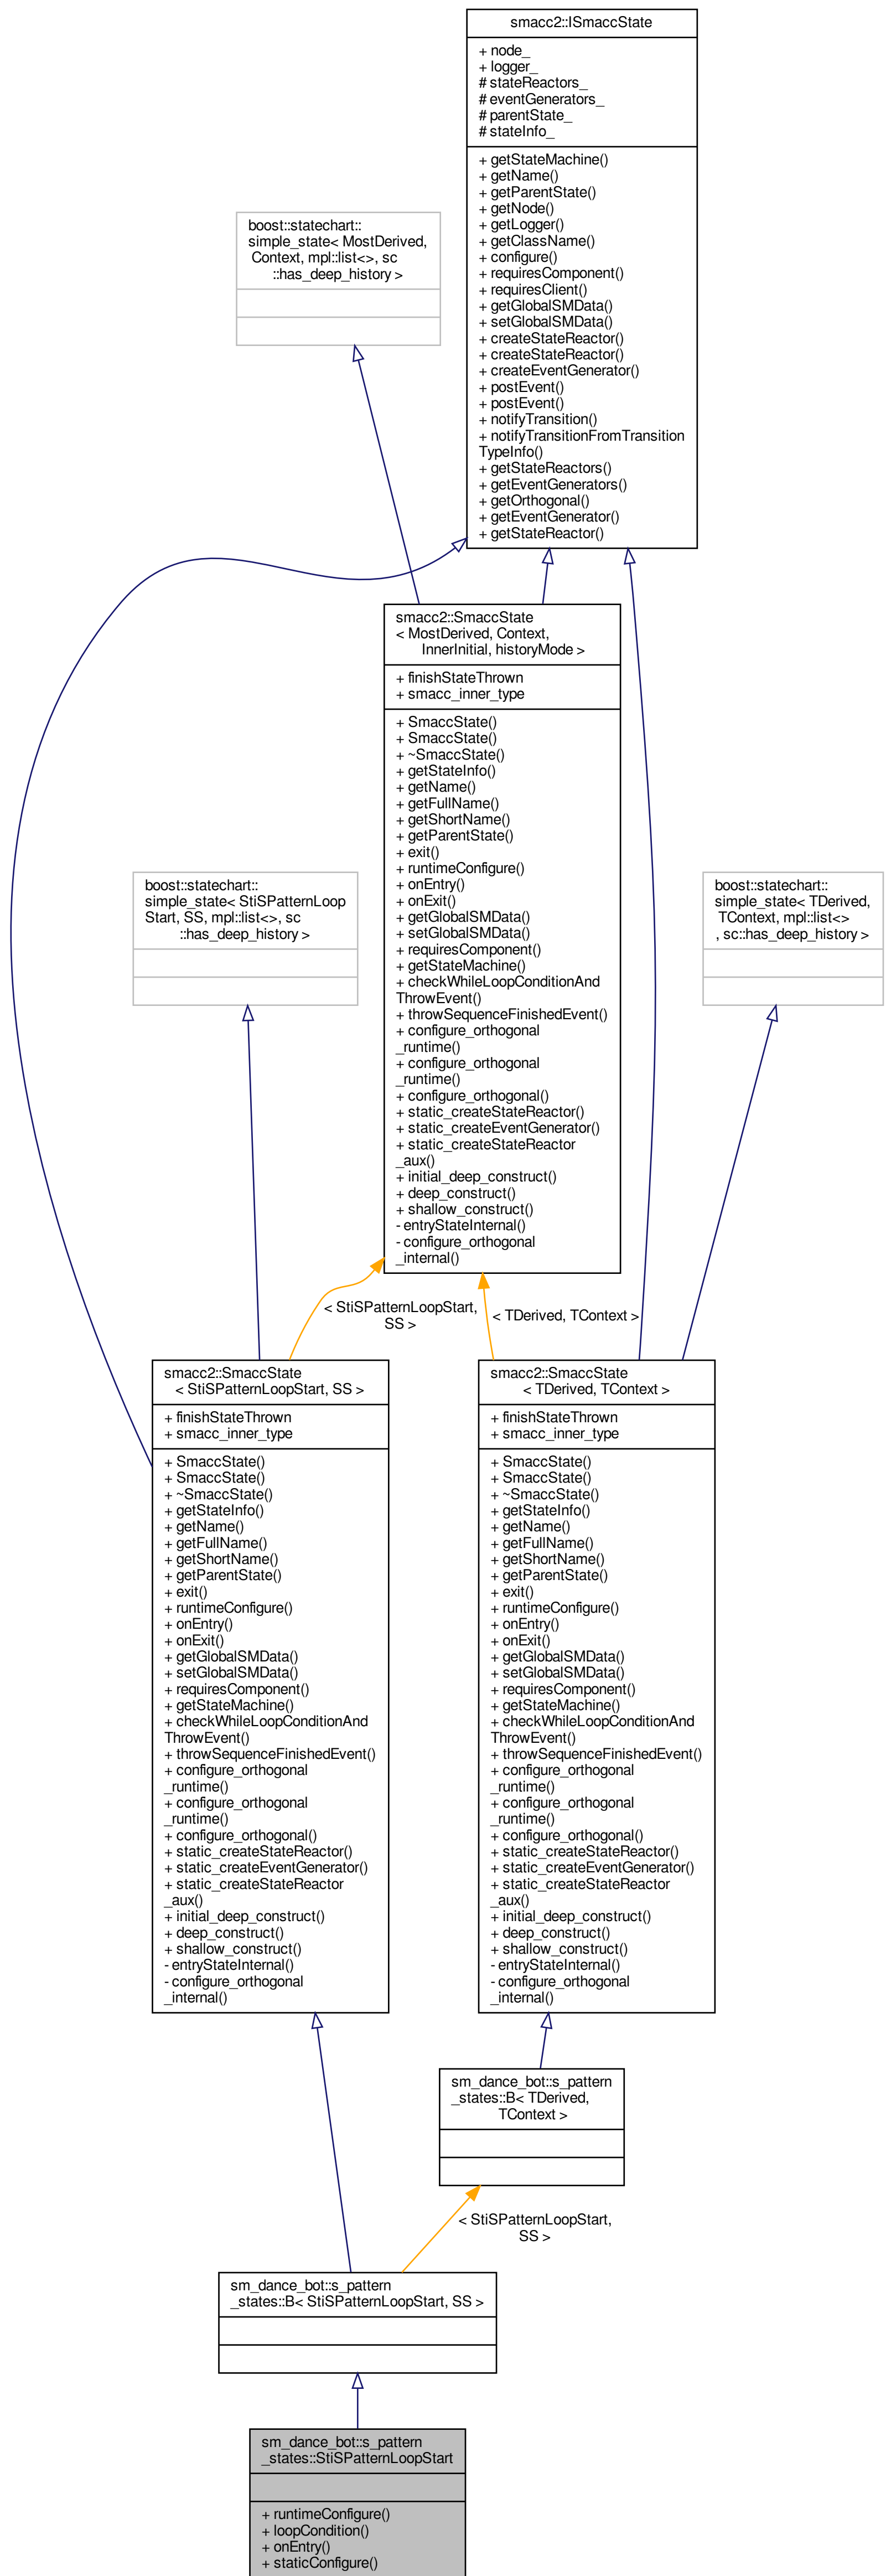 smacc2::ISmaccState
+ node_
+ logger_
# stateReactors_
# eventGenerators_
# parentState_
# stateInfo_
+ getStateMachine()
+ getName()
+ getParentState()
+ getNode()
+ getLogger()
+ getClassName()
+ configure()
+ requiresComponent()
+ requiresClient()
+ getGlobalSMData()
+ setGlobalSMData()
+ createStateReactor()
+ createStateReactor()
+ createEventGenerator()
+ postEvent()
+ postEvent()
+ notifyTransition()
+ notifyTransitionFromTransition
TypeInfo()
+ getStateReactors()
+ getEventGenerators()
+ getOrthogonal()
+ getEventGenerator()
+ getStateReactor()
boost::statechart::
simple_state< MostDerived,
Context, mpl::list<>, sc
::has_deep_history >
smacc2::SmaccState
< MostDerived, Context,
InnerInitial, historyMode >
+ finishStateThrown
+ smacc_inner_type
+ SmaccState()
+ SmaccState()
+ ~SmaccState()
+ getStateInfo()
+ getName()
+ getFullName()
+ getShortName()
+ getParentState()
+ exit()
+ runtimeConfigure()
+ onEntry()
+ onExit()
+ getGlobalSMData()
+ setGlobalSMData()
+ requiresComponent()
+ getStateMachine()
+ checkWhileLoopConditionAnd
ThrowEvent()
+ throwSequenceFinishedEvent()
+ configure_orthogonal
_runtime()
+ configure_orthogonal
_runtime()
+ configure_orthogonal()
+ static_createStateReactor()
+ static_createEventGenerator()
+ static_createStateReactor
_aux()
+ initial_deep_construct()
+ deep_construct()
+ shallow_construct()
- entryStateInternal()
- configure_orthogonal
_internal()
boost::statechart::
simple_state< StiSPatternLoop
Start, SS, mpl::list<>, sc
::has_deep_history >
boost::statechart::
simple_state< TDerived,
TContext, mpl::list<>
, sc::has_deep_history >
< StiSPatternLoopStart,
SS >
< TDerived, TContext >
smacc2::SmaccState
< StiSPatternLoopStart, SS >
+ finishStateThrown
+ smacc_inner_type
+ SmaccState()
+ SmaccState()
+ ~SmaccState()
+ getStateInfo()
+ getName()
+ getFullName()
+ getShortName()
+ getParentState()
+ exit()
+ runtimeConfigure()
+ onEntry()
+ onExit()
+ getGlobalSMData()
+ setGlobalSMData()
+ requiresComponent()
+ getStateMachine()
+ checkWhileLoopConditionAnd
ThrowEvent()
+ throwSequenceFinishedEvent()
+ configure_orthogonal
_runtime()
+ configure_orthogonal
_runtime()
+ configure_orthogonal()
+ static_createStateReactor()
+ static_createEventGenerator()
+ static_createStateReactor
_aux()
+ initial_deep_construct()
+ deep_construct()
+ shallow_construct()
- entryStateInternal()
- configure_orthogonal
_internal()
smacc2::SmaccState
< TDerived, TContext >
+ finishStateThrown
+ smacc_inner_type
+ SmaccState()
+ SmaccState()
+ ~SmaccState()
+ getStateInfo()
+ getName()
+ getFullName()
+ getShortName()
+ getParentState()
+ exit()
+ runtimeConfigure()
+ onEntry()
+ onExit()
+ getGlobalSMData()
+ setGlobalSMData()
+ requiresComponent()
+ getStateMachine()
+ checkWhileLoopConditionAnd
ThrowEvent()
+ throwSequenceFinishedEvent()
+ configure_orthogonal
_runtime()
+ configure_orthogonal
_runtime()
+ configure_orthogonal()
+ static_createStateReactor()
+ static_createEventGenerator()
+ static_createStateReactor
_aux()
+ initial_deep_construct()
+ deep_construct()
+ shallow_construct()
- entryStateInternal()
- configure_orthogonal
_internal()
sm_dance_bot::s_pattern
_states::B< TDerived,
TContext >
< StiSPatternLoopStart,
SS >
sm_dance_bot::s_pattern
_states::B< StiSPatternLoopStart, SS >
sm_dance_bot::s_pattern
_states::StiSPatternLoopStart
+ runtimeConfigure()
+ loopCondition()
+ onEntry()
+ staticConfigure()